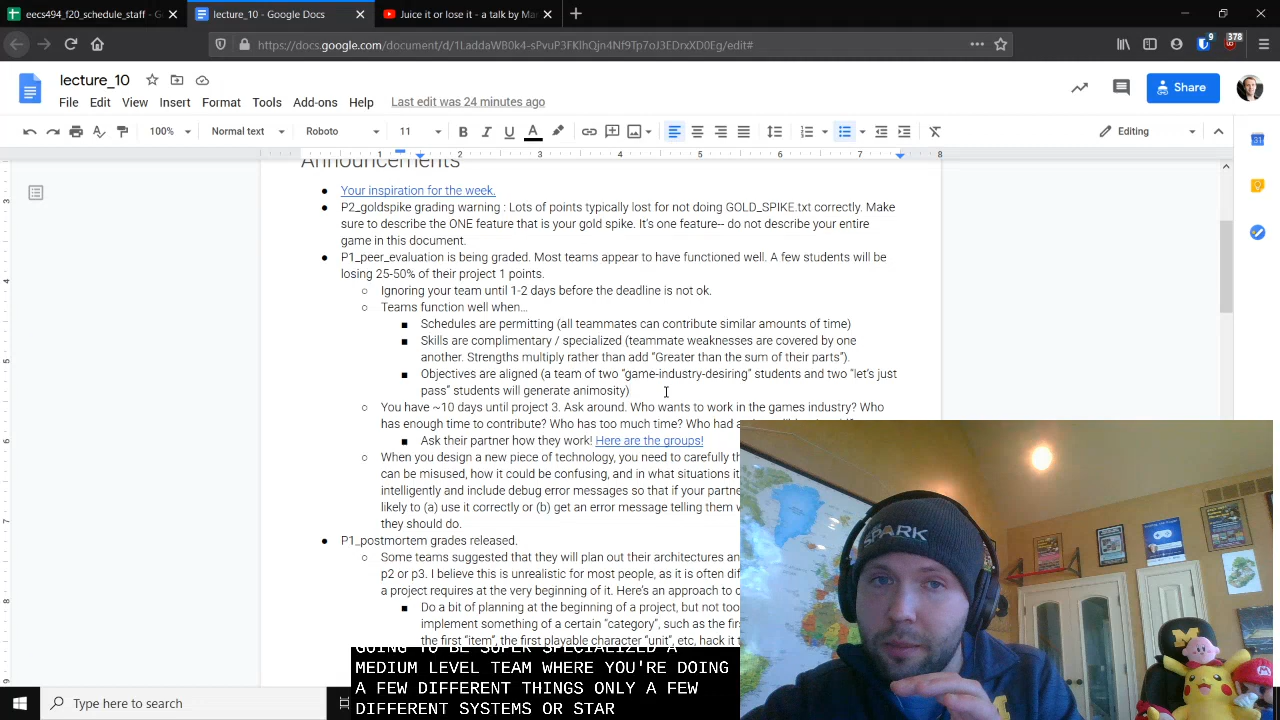 eecs494_f20_schedule_staff - G
lecture_10 - Google Docs
Juice it or lose it - a talk by Mar
https://docs.google.com/document/d/1LaddaWB0k4-sPvuP3FKlhQjn4Nf9Tp7oJ3EDrxXD0Eg/edit#
9
378
lecture_10
Share
File Edit View Insert Format Tools Add-ons Help Last edit was 24 minutes ago
100% Normal text Roboto 11 Editing
1 2 3 4 5 6 7 8
Announcements
Your inspiration for the week.
P2_goldspike grading warning : Lots of points typically lost for not doing GOLD_SPIKE.txt correctly. Make
sure to describe the ONE feature that is your gold spike. It's one feature-- do not describe your entire
game in this document.
P1_peer_evaluation is being graded. Most teams appear to have functioned well. A few students will be
losing 25-50% of their project 1 points.
Ignoring your team until 1-2 days before the deadline is not ok.
Teams function well when…
Schedules are permitting (all teammates can contribute similar amounts of time)
Skills are complimentary / specialized (teammate weaknesses are covered by one
another. Strengths multiply rather than add “Greater than the sum of their parts”).
Objectives are aligned (a team of two “game-industry-desiring” students and two “let's just
pass” students will generate animosity)
You have ~10 days until project 3. Ask around. Who wants to work in the games industry? Who
has enough time to contribute? Who has too much time? Who had a
Ask their partner how they work! Here are the groups!
When you design a new piece of technology, you need to carefully th
can be misused, how it could be confusing, and in what situations it
intelligently and include debug error messages so that if your partne
likely to (a) use it correctly or (b) get an error message telling them w
they should do.
P1_postmortem grades released.
Some teams suggested that they will plan out their architectures an
p2 or p3. I believe this is unrealistic for most people, as it is often dif
a project requires at the very beginning of it. Here's an approach to c
Do a bit of planning at the beginning of a project, but not too
implement something of a certain “category”, such as the firs
the first “item”, the first playable character “unit”, etc, hack it t
GOING TO BE SUPER SPECIALIZED A
MEDIUM LEVEL TEAM WHERE YOU'RE DOING
A FEW DIFFERENT THINGS ONLY A FEW
DIFFERENT SYSTEMS OR STAR
SPARK
M
Type here to search